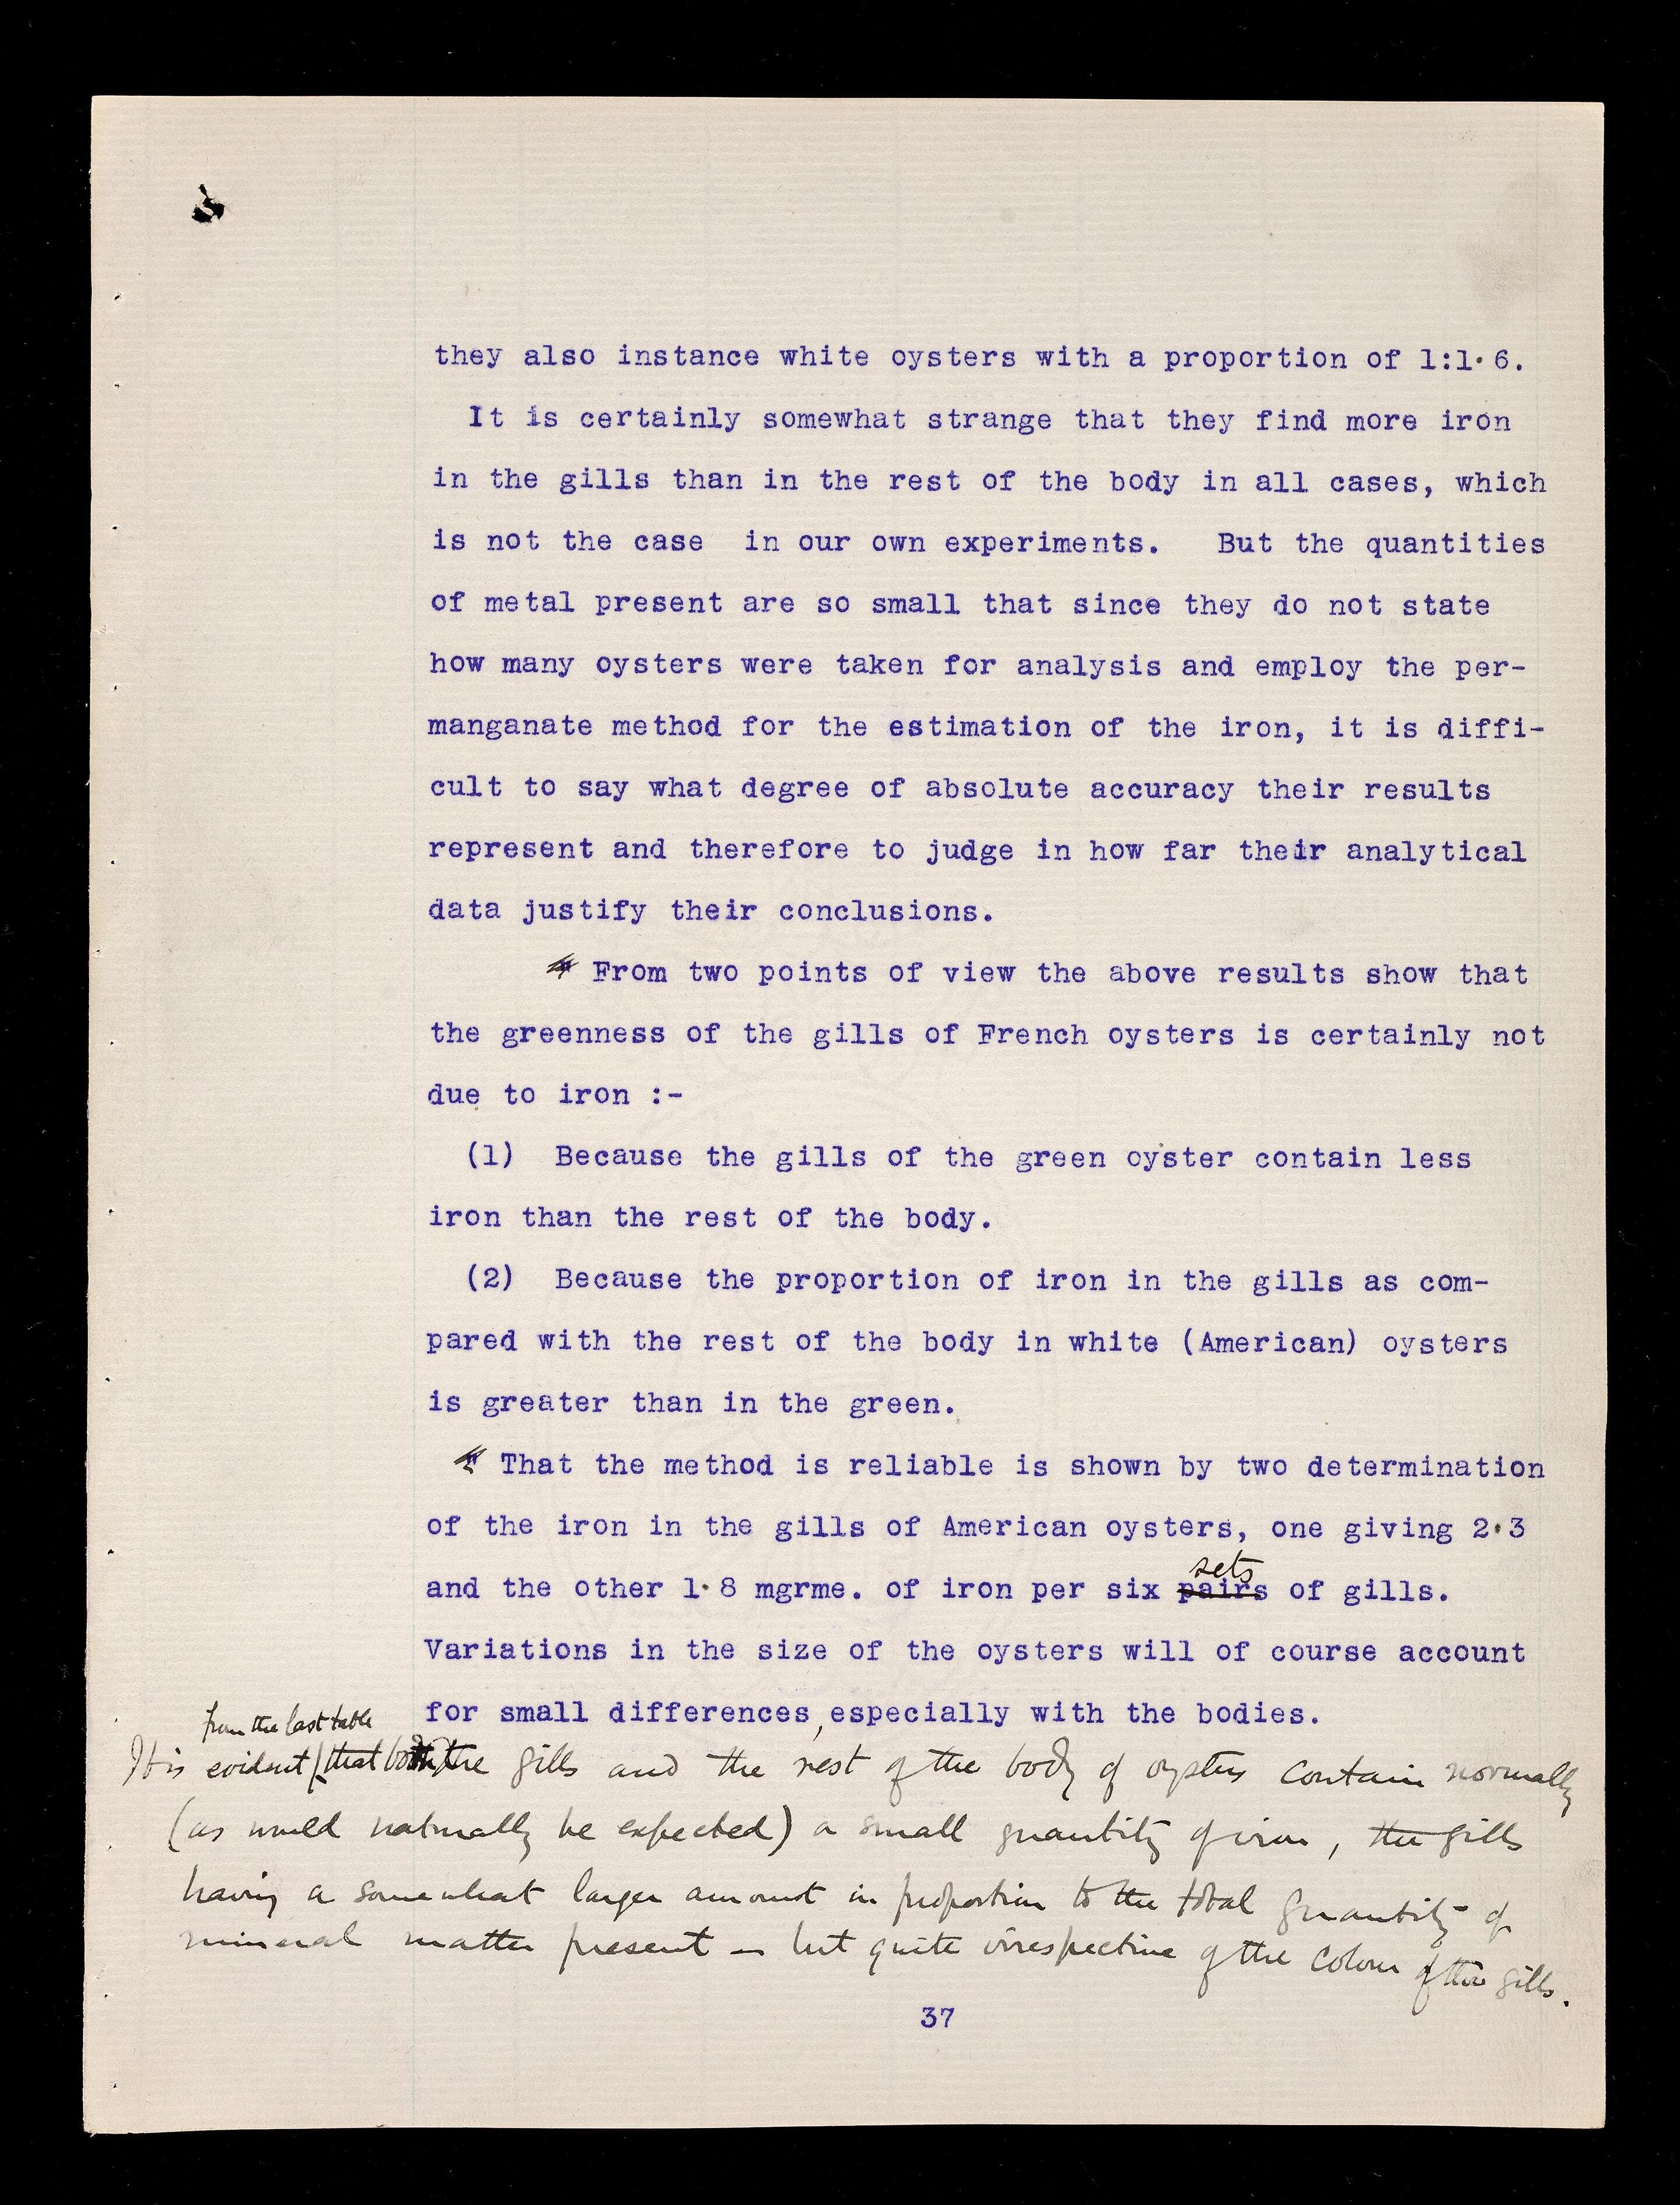 they also instance white oysters with a proportion of 1:1·6.
It is certainly somewhat strange that they find more iron
in the gills than in the rest of the body in all cases, which
is not the case in our own experiments. But the quantities
of metal present are so small that since they do not state
how many oysters were taken for analysis and employ the per-
manganate method for the estimation of the iron, it is diffi-
cult to say what degree of absolute accuracy their results
represent and therefore to judge in how far their analytical
data justify their conclusions.
From two points of view the above results show that
the greenness of the gills of French oysters is certainly not
due to iron :-
(1) Because the gills of the green oyster contain less
iron than the rest of the body.
(2) Because the proportion of iron in the gills as com-
pared with the rest of the body in white (American) oysters
is greater than in the green.
That the method is reliable is shown by two determination
of the iron in the gills of American oysters, one giving 2·3
sets
and the other 1·8 mgrme. of iron per six pairs of gills.
Variations in the size of the oysters will of course account
for small differences, especially with the bodies.
from the last table
It is evident that both the gills and the rest of the body of oysters contain normally
(as would naturally be expected) a small quantity of iron, the gills
having a somewhat larger amount in proportion to the total quantity of
mineral matter present — but quite irrespective of the colour of the gills.
37